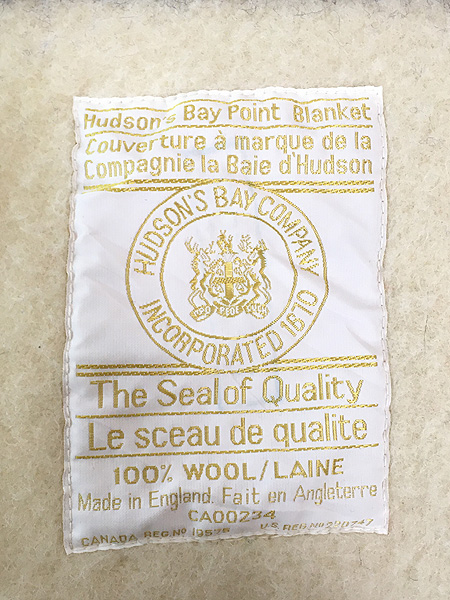 Hudson's Bay Point Blanket
Couverture à marque de la
Compagnie la Baie d'Hudson
HUDSON'S BAY COMPANY
INCORPORATED 1670
The Seal of Quality
Le sceau de qualite
100% WOOL/LAINE
Made in England. Fait en Angleterre
CA00234
CANADA REG. No 
U.S. REG. No